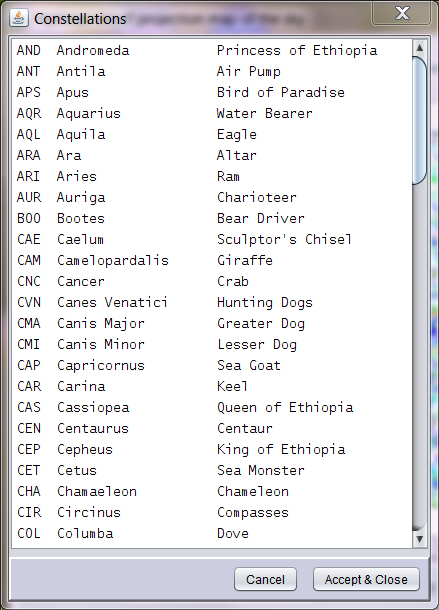 Constellations
AND Andromeda Princess of Ethiopia
ANT Antila Air Pump
APS Apus Bird of Paradise
AQR Aquarius Water Bearer
AQL Aquila Eagle
ARA Ara Altar
ARI Aries Ram
AUR Auriga Charioteer
BOO Bootes Bear Driver
CAE Caelum Sculptor's Chisel
CAM Camelopardalis Giraffe
CNC Cancer Crab
CVN Canes Venatici Hunting Dogs
CMA Canis Major Greater Dog
CMI Canis Minor Lesser Dog
CAP Capricornus Sea Goat
CAR Carina Keel
CAS Cassiopea Queen of Ethiopia
CEN Centaurus Centaur
CEP Cepheus King of Ethiopia
CET Cetus Sea Monster
CHA Chamaeleon Chameleon
CIR Circinus Compasses
COL Columba Dove
Cancel Accept & Close